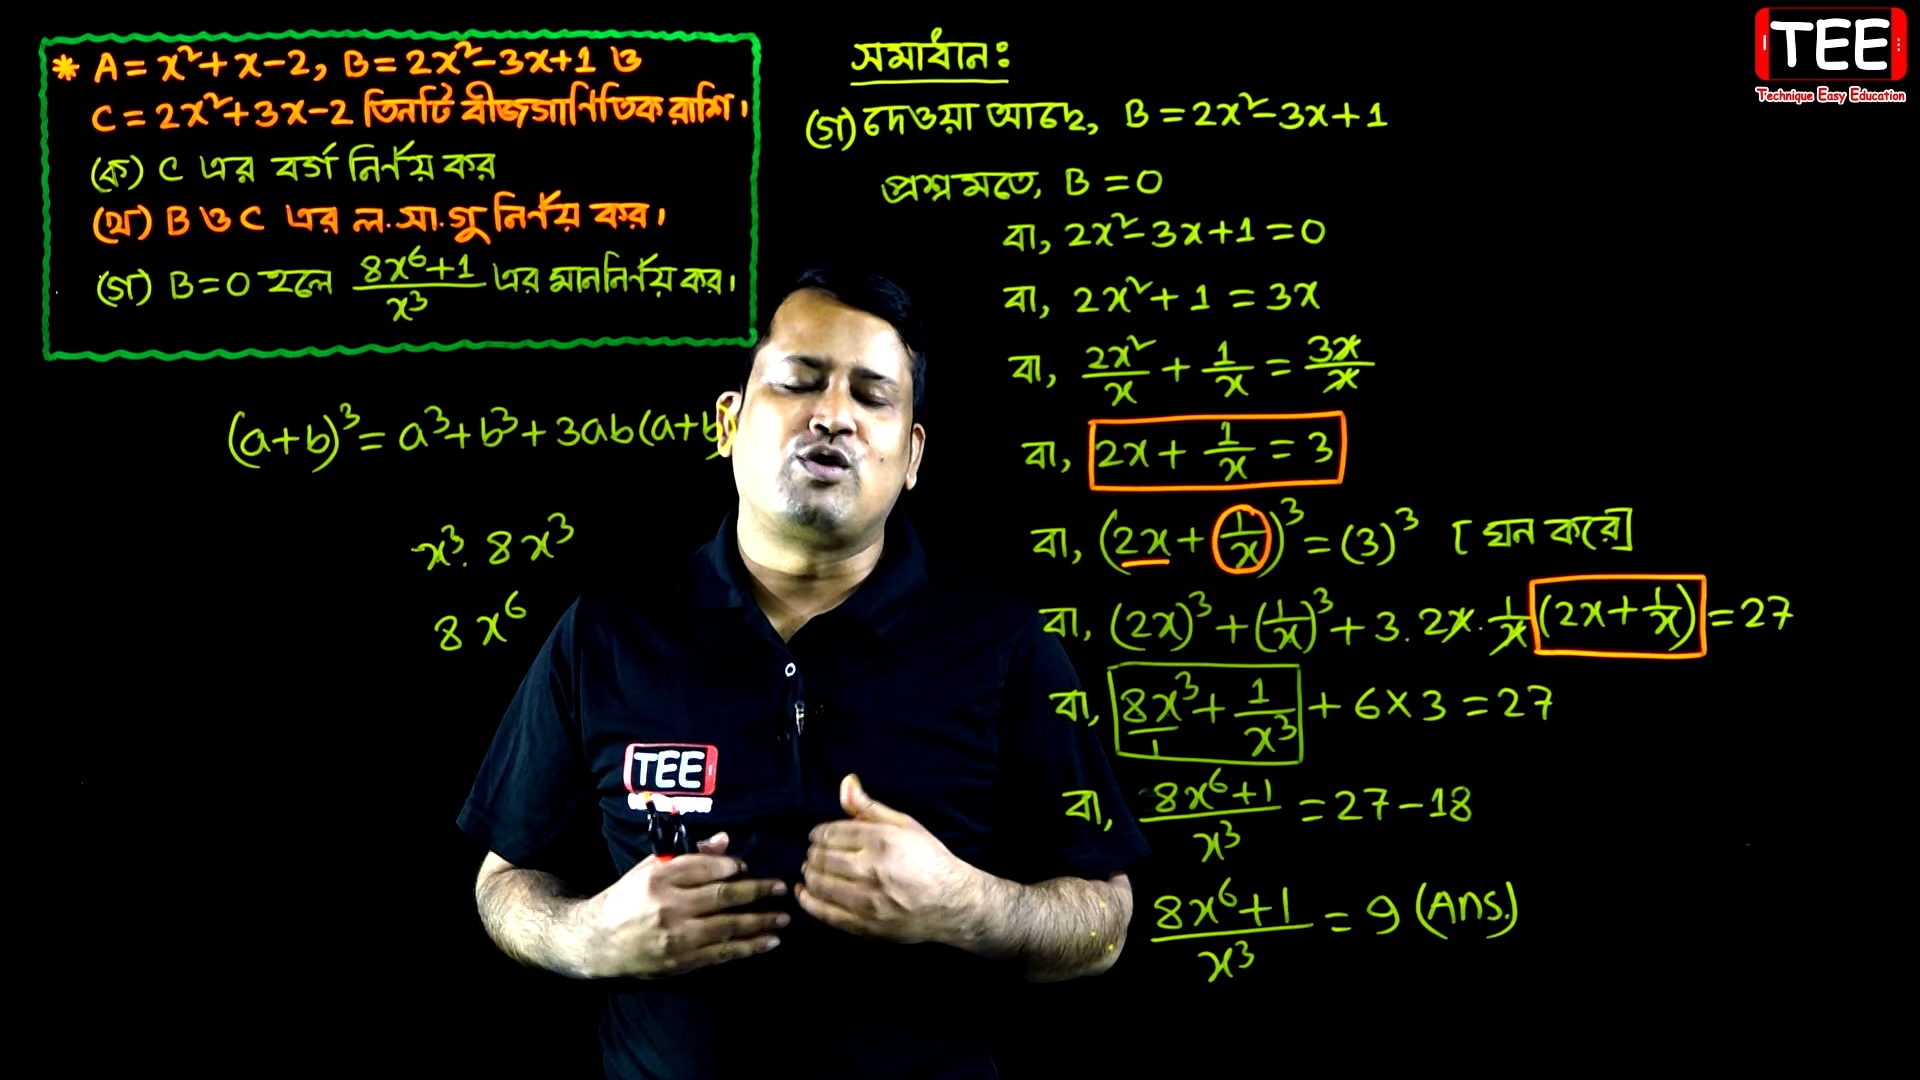 * A = x²+x-2, B = 2x²-3x+1 ও
C = 2x²+3x-2 তিনটি বীজগাণিতিক রাশি।
(ক) C এর বর্গ নির্ণয় কর
(খ) B ও C এর ল.সা.গু নির্ণয় কর।
(গ) B = 0 হলে (8x⁶+1)/x³ এর মান নির্ণয় কর।
(a+b)³ = a³+b³+3ab(a+b)
x³. 8x³
8x⁶
সমাধান:
(গ) দেওয়া আছে, B = 2x²-3x+1
প্রশ্নমতে, B = 0
বা, 2x²-3x+1 = 0
বা, 2x²+1 = 3x
বা, 2x²/x + 1/x = 3x/x
বা, 2x + 1/x = 3
বা, (2x + 1/x)³ = (3)³ [ঘন করে]
বা, (2x)³ + (1/x)³ + 3.2x.1/x(2x + 1/x) = 27
বা, 8x³/1 + 1/x³ + 6×3 = 27
বা, (8x⁶+1)/x³ = 27-18
(8x⁶+1)/x³ = 9 (Ans.)
TEE
Technique Easy Education
TEE